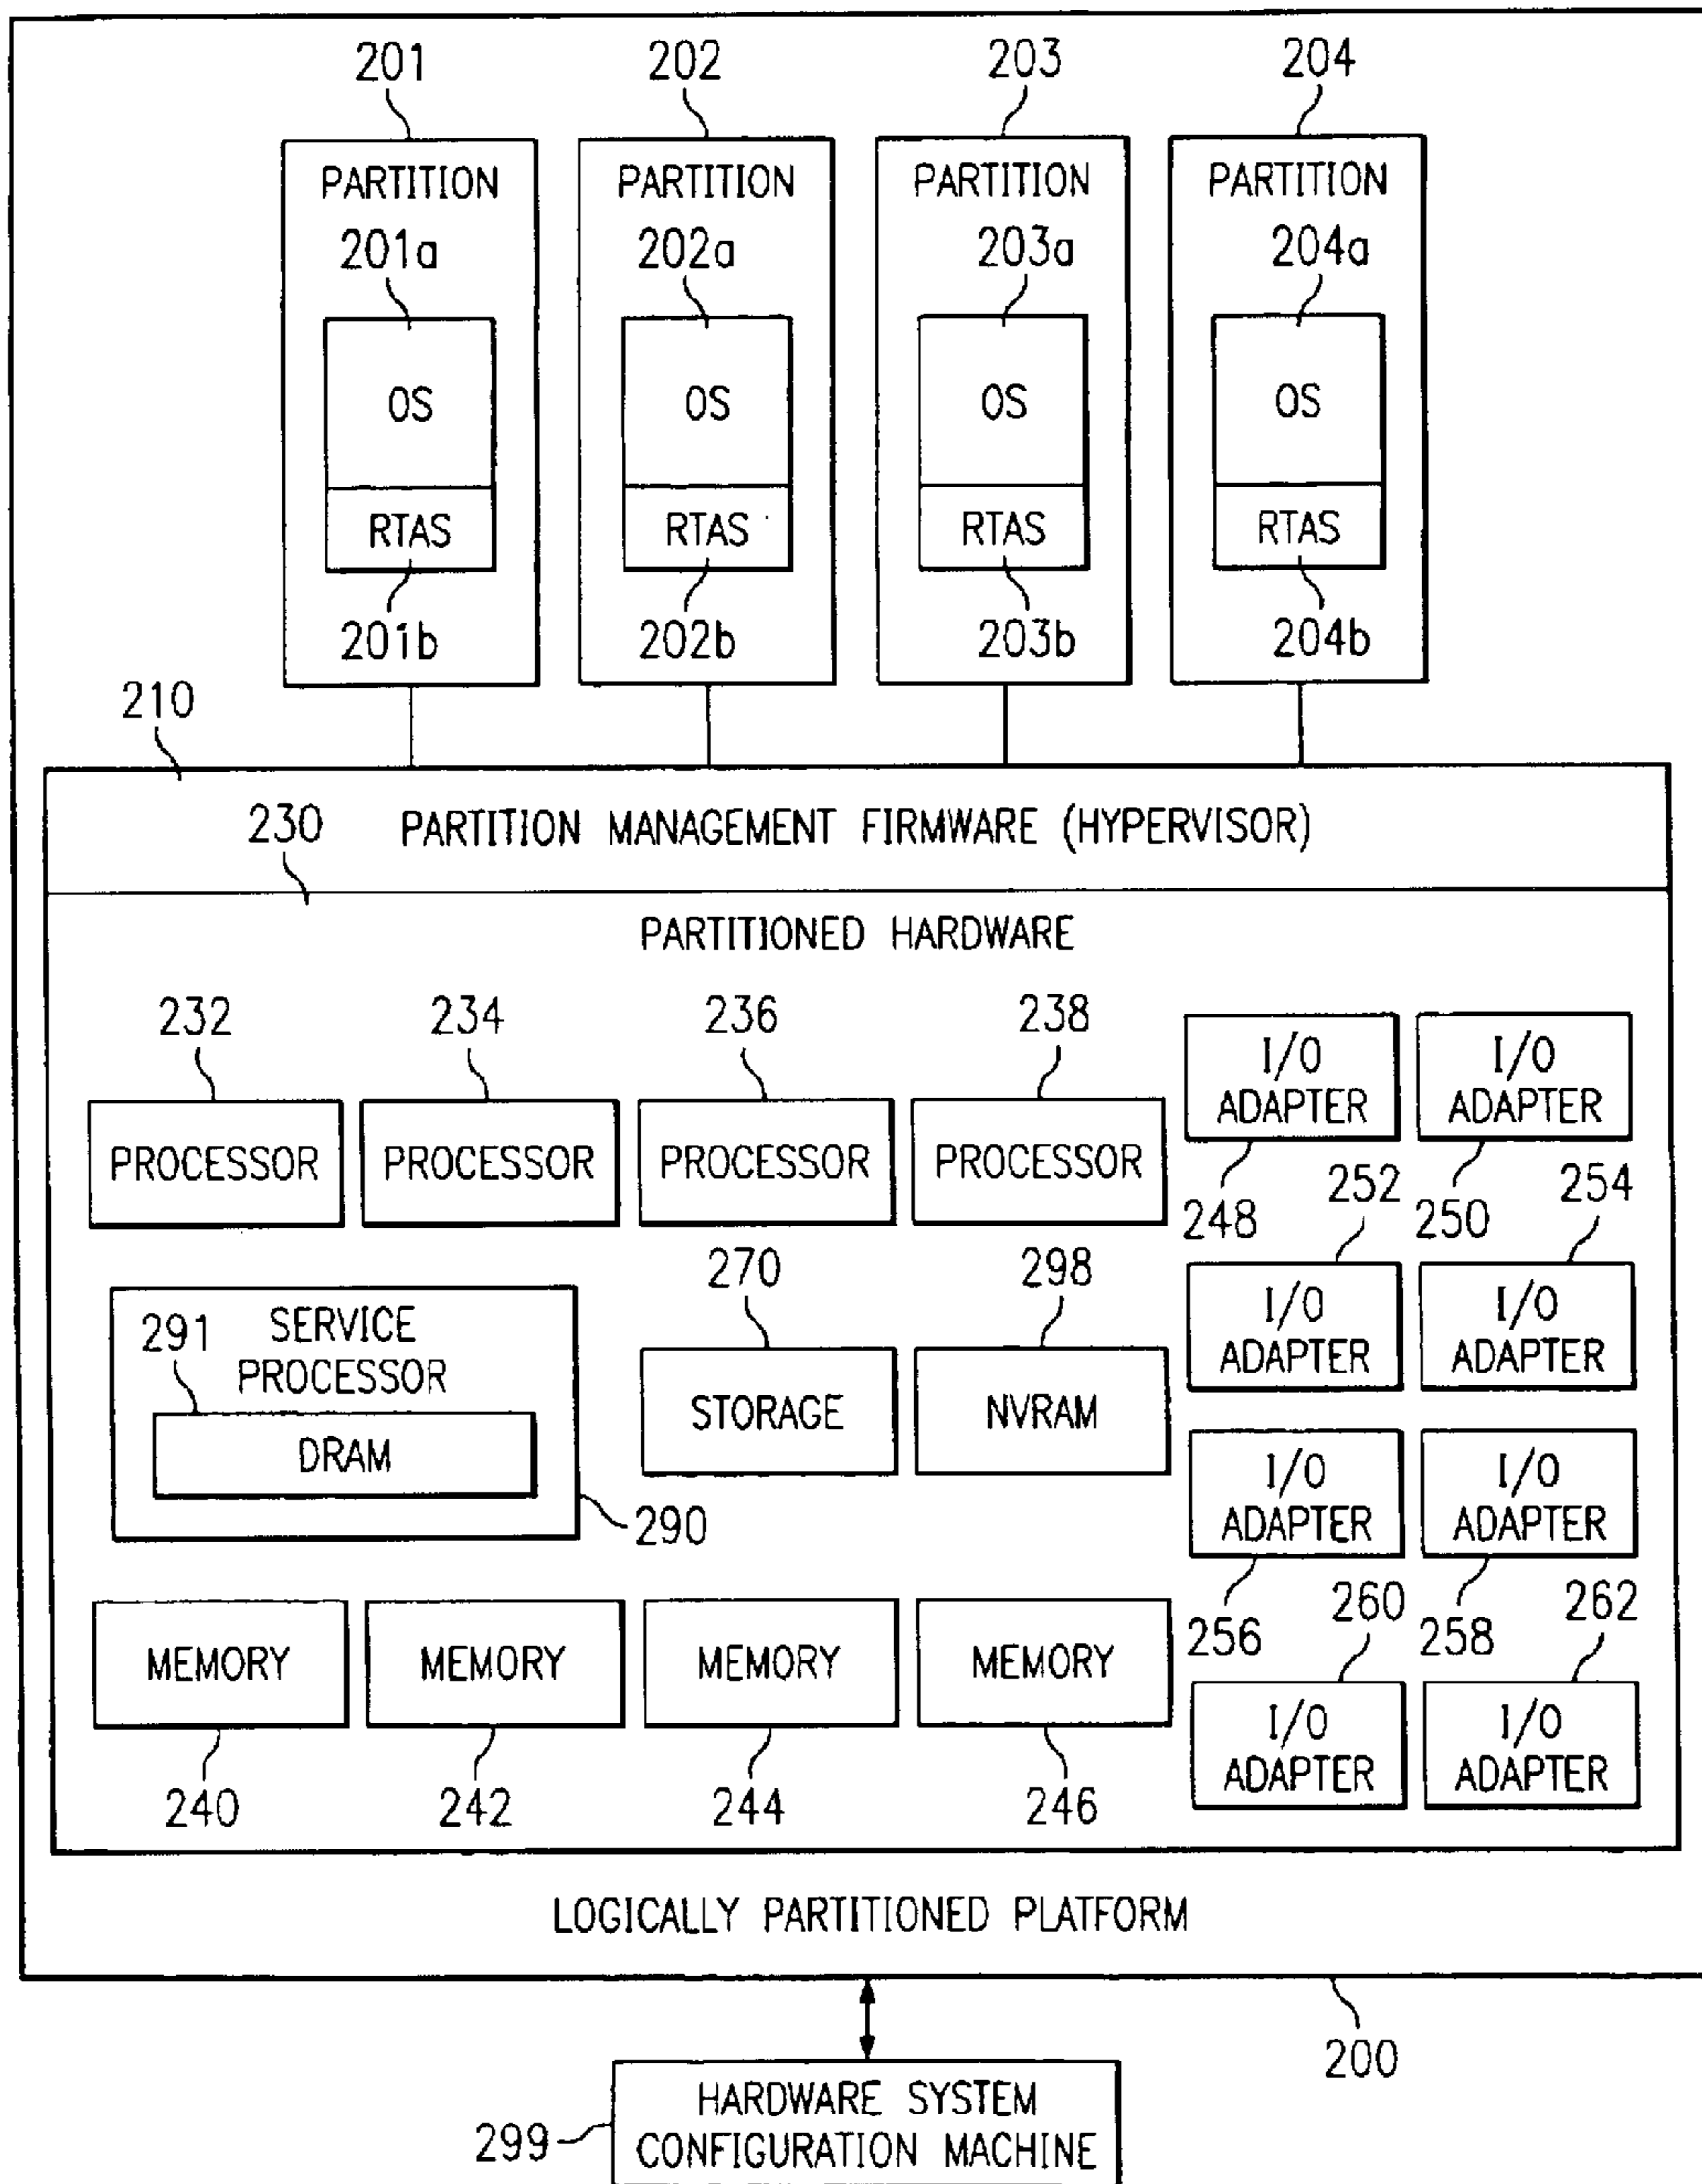 201 202 203 204
PARTITION PARTITION PARTITION PARTITION
201a 202a 203a 204a
OS OS OS OS
RTAS RTAS RTAS RTAS
201b 202b 203b 204b
210
PARTITION MANAGEMENT FIRMWARE (HYPERVISOR)
230
PARTITIONED HARDWARE
232 234 236 238
PROCESSOR PROCESSOR PROCESSOR PROCESSOR
I/O
ADAPTER
I/O
ADAPTER
248 252 250 254
270 298
SERVICE
PROCESSOR
291
DRAM
290
STORAGE
NVRAM
I/O
ADAPTER
I/O
ADAPTER
I/O
ADAPTER
I/O
ADAPTER
256 260 258 262
MEMORY MEMORY MEMORY MEMORY
240 242 244 246
I/O
ADAPTER
I/O
ADAPTER
LOGICALLY PARTITIONED PLATFORM
200
HARDWARE SYSTEM
CONFIGURATION MACHINE
299